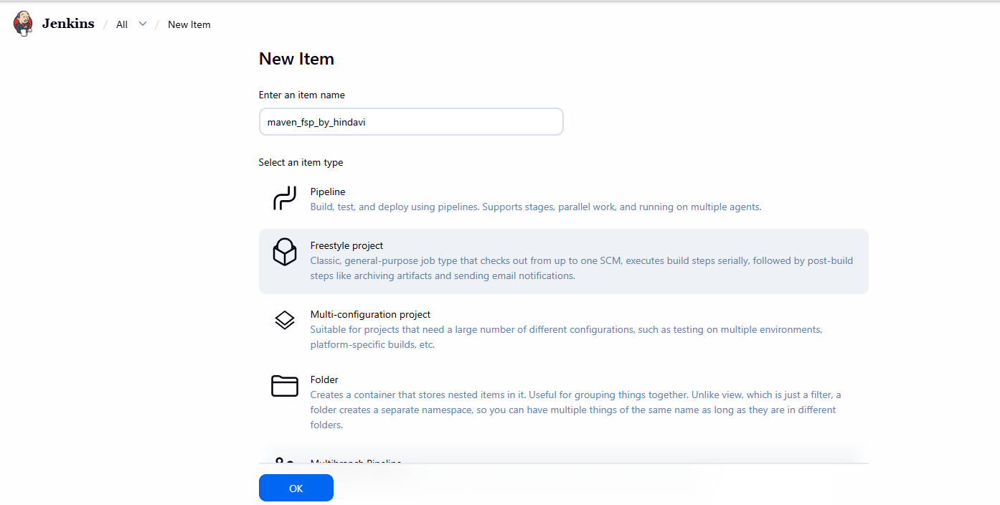 Jenkins / All / New Item
New Item
Enter an item name
maven_fsp_by_hindavi
Select an item type
Pipeline
Build, test, and deploy using pipelines. Supports stages, parallel work, and running on multiple agents.
Freestyle project
Classic, general-purpose job type that checks out from up to one SCM, executes build steps serially, followed by post-build
steps like archiving artifacts and sending email notifications.
Multi-configuration project
Suitable for projects that need a large number of different configurations, such as testing on multiple environments,
platform-specific builds, etc.
Folder
Creates a container that stores nested items in it. Useful for grouping things together. Unlike view, which is just a filter, a
folder creates a separate namespace, so you can have multiple things of the same name as long as they are in different
folders.
Multibranch Pipeline
OK